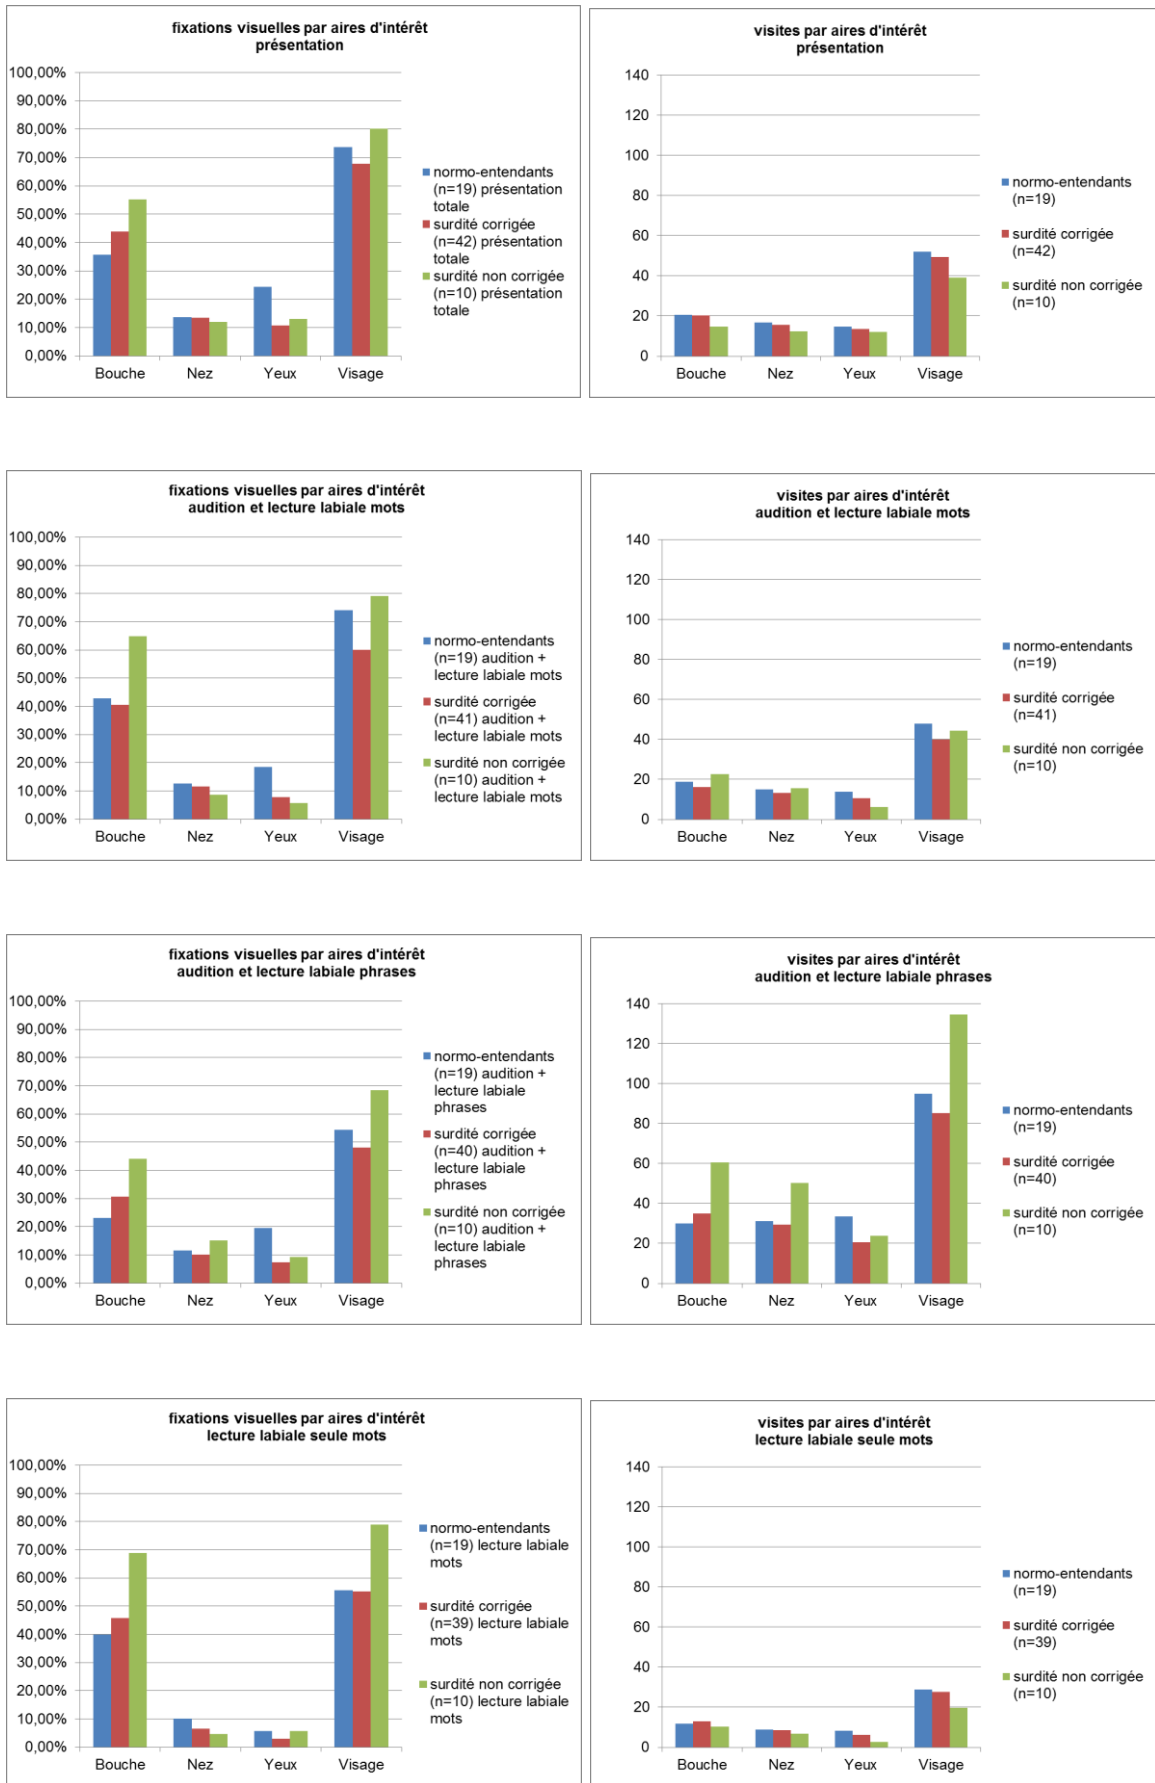 fixations visuelles par aires d'intérêt
présentation
100,00%
90,00%
80,00%
70,00%
60,00%
50,00%
40,00%
30,00%
20,00%
10,00%
0,00%
Bouche Nez Yeux Visage
normo-entendants
(n=19) présentation
totale
surdité corrigée
(n=42) présentation
totale
surdité non corrigée
(n=10) présentation
totale
visites par aires d'intérêt
présentation
140
120
100
80
60
40
20
0
Bouche Nez Yeux Visage
normo-entendants
(n=19)
surdité corrigée
(n=42)
surdité non corrigée
(n=10)
fixations visuelles par aires d'intérêt
audition et lecture labiale mots
100,00%
90,00%
80,00%
70,00%
60,00%
50,00%
40,00%
30,00%
20,00%
10,00%
0,00%
Bouche Nez Yeux Visage
normo-entendants
(n=19) audition +
lecture labiale mots
surdité corrigée
(n=41) audition +
lecture labiale mots
surdité non corrigée
(n=10) audition +
lecture labiale mots
visites par aires d'intérêt
audition et lecture labiale mots
140
120
100
80
60
40
20
0
Bouche Nez Yeux Visage
normo-entendants
(n=19)
surdité corrigée
(n=41)
surdité non corrigée
(n=10)
fixations visuelles par aires d'intérêt
audition et lecture labiale phrases
100,00%
90,00%
80,00%
70,00%
60,00%
50,00%
40,00%
30,00%
20,00%
10,00%
0,00%
Bouche Nez Yeux Visage
normo-entendants
(n=19) audition +
lecture labiale
phrases
surdité corrigée
(n=40) audition +
lecture labiale
phrases
surdité non corrigée
(n=10) audition +
lecture labiale
phrases
visites par aires d'intérêt
audition et lecture labiale phrases
140
120
100
80
60
40
20
0
Bouche Nez Yeux Visage
normo-entendants
(n=19)
surdité corrigée
(n=40)
surdité non corrigée
(n=10)
fixations visuelles par aires d'intérêt
lecture labiale seule mots
100,00%
90,00%
80,00%
70,00%
60,00%
50,00%
40,00%
30,00%
20,00%
10,00%
0,00%
Bouche Nez Yeux Visage
normo-entendants
(n=19) lecture labiale
mots
surdité corrigée
(n=39) lecture labiale
mots
surdité non corrigée
(n=10) lecture labiale
mots
visites par aires d'intérêt
lecture labiale seule mots
140
120
100
80
60
40
20
0
Bouche Nez Yeux Visage
normo-entendants
(n=19)
surdité corrigée
(n=39)
surdité non corrigée
(n=10)